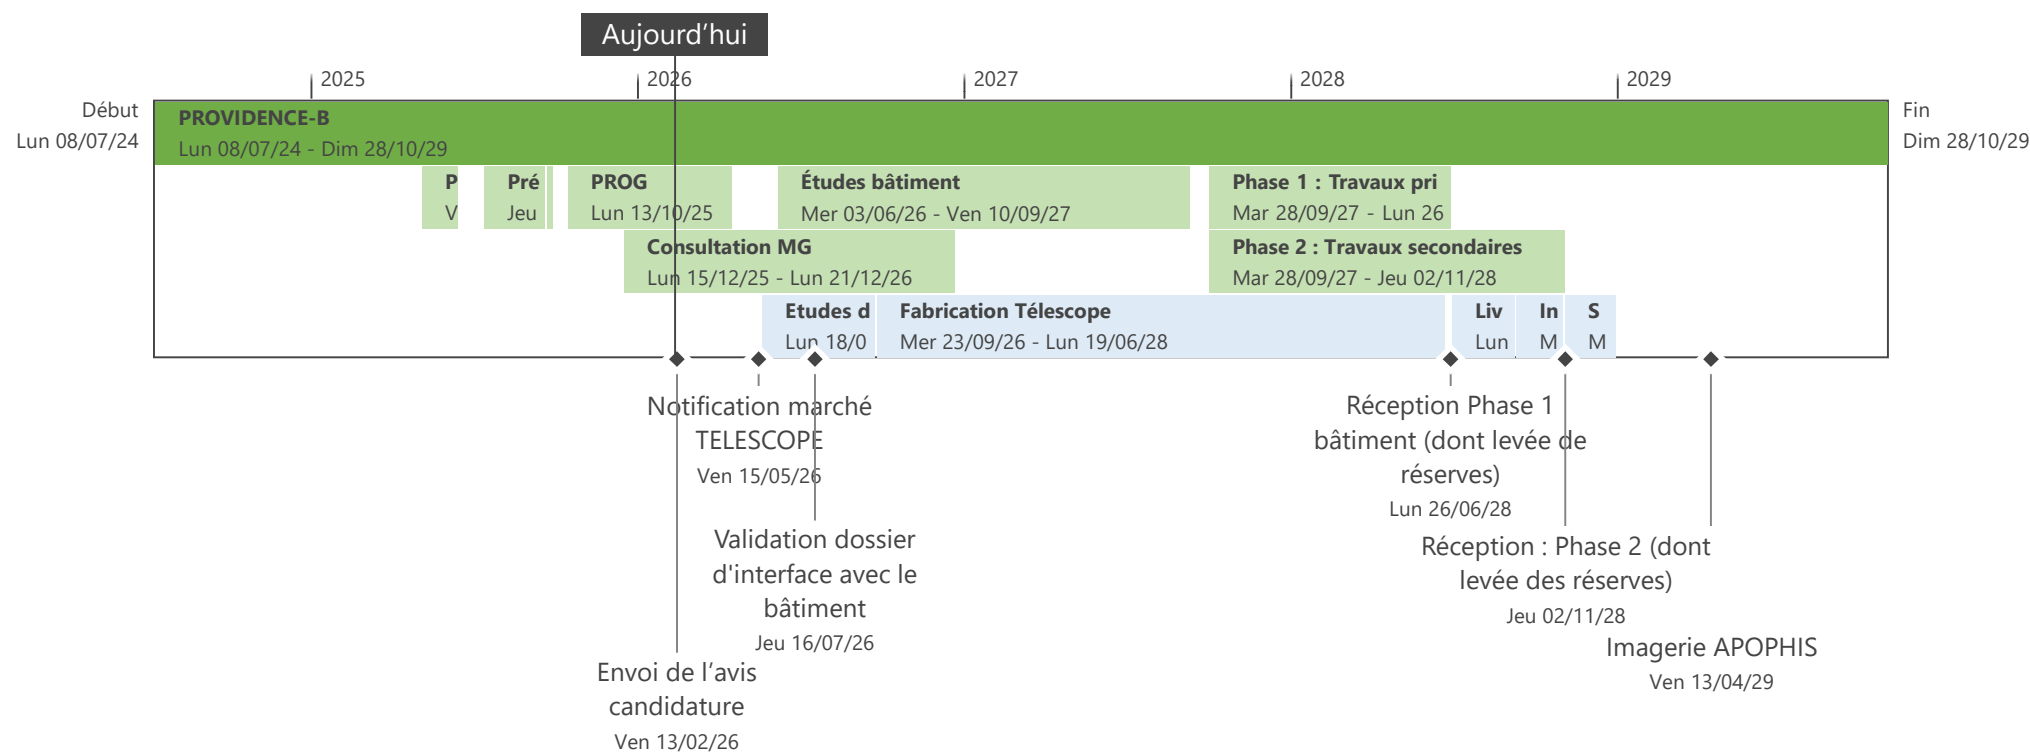 Aujourd’hui
2025
2026
2027
2028
2029
Début
Lun 08/07/24
PROVIDENCE-B
Lun 08/07/24 - Dim 28/10/29
Fin
Dim 28/10/29
P
V
Pré
Jeu
PROG
Lun 13/10/25
Études bâtiment
Mer 03/06/26 - Ven 10/09/27
Phase 1 : Travaux pri
Mar 28/09/27 - Lun 26
Consultation MG
Lun 15/12/25 - Lun 21/12/26
Phase 2 : Travaux secondaires
Mar 28/09/27 - Jeu 02/11/28
Etudes d
Lun 18/0
Fabrication Télescope
Mer 23/09/26 - Lun 19/06/28
Liv
Lun
In
M
S
M
Notification marché
TELESCOPE
Ven 15/05/26
Réception Phase 1
bâtiment (dont levée de
réserves)
Lun 26/06/28
Validation dossier
d'interface avec le
bâtiment
Jeu 16/07/26
Réception : Phase 2 (dont
levée des réserves)
Jeu 02/11/28
Envoi de l’avis
candidature
Ven 13/02/26
Imagerie APOPHIS
Ven 13/04/29